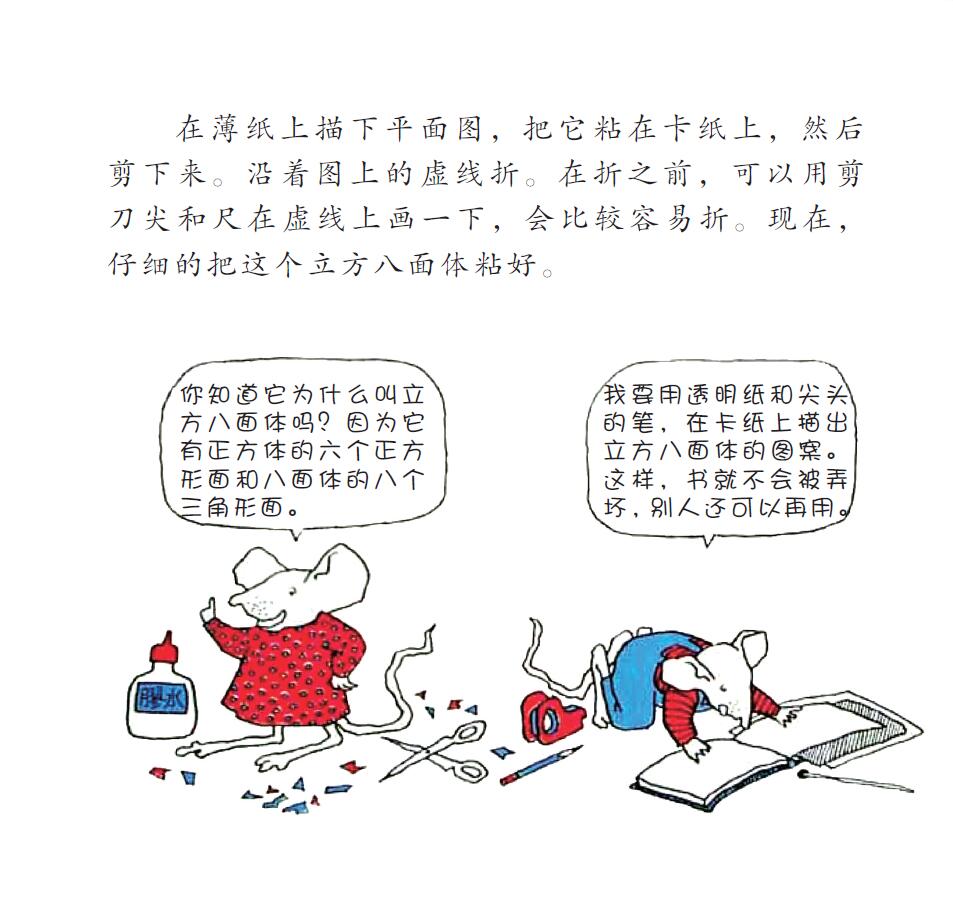 在薄纸上描下平面图，把它粘在卡纸上，然后
剪下来。沿着图上的虚线折。在折之前，可以用剪
刀尖和尺在虚线上画一下，会比较容易折。现在，
仔细的把这个立方八面体粘好。
你知道它为什么叫立
方八面体吗？因为它
有正方体的六个正方
形面和八面体的八个
三角形面。
我要用透明纸和尖头
的笔，在卡纸上描出
立方八面体的图案。
这样，书就不会被弄
坏，别人还可以再用。
膠水